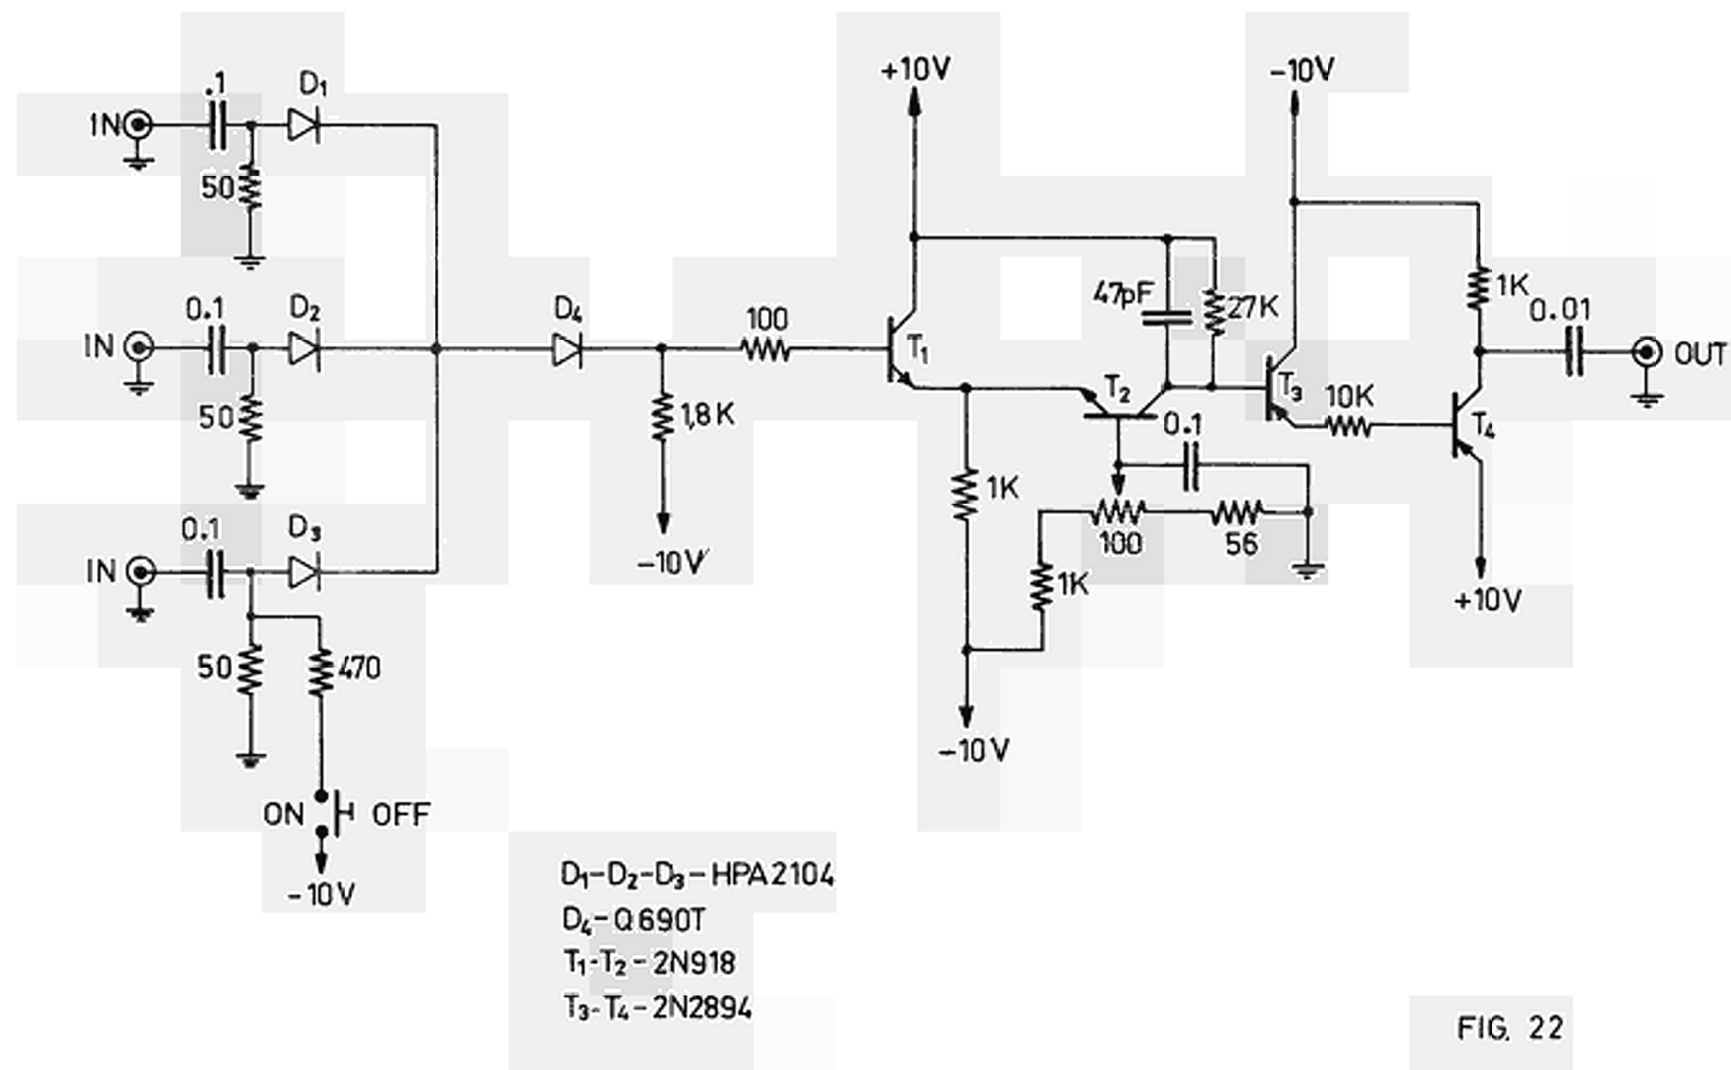 +10V
-10V
.1
D1
IN
50
0.1
D2
IN
50
D4
100
1,8K
-10V
T1
47pF
27K
T2
0.1
T3
10K
1K
0.01
OUT
T4
1K
100
56
1K
+10V
-10V
0.1
D3
IN
50
470
ON OFF
-10V
D1-D2-D3-HPA2104
D4-Q690T
T1-T2-2N918
T3-T4-2N2894
FIG. 22